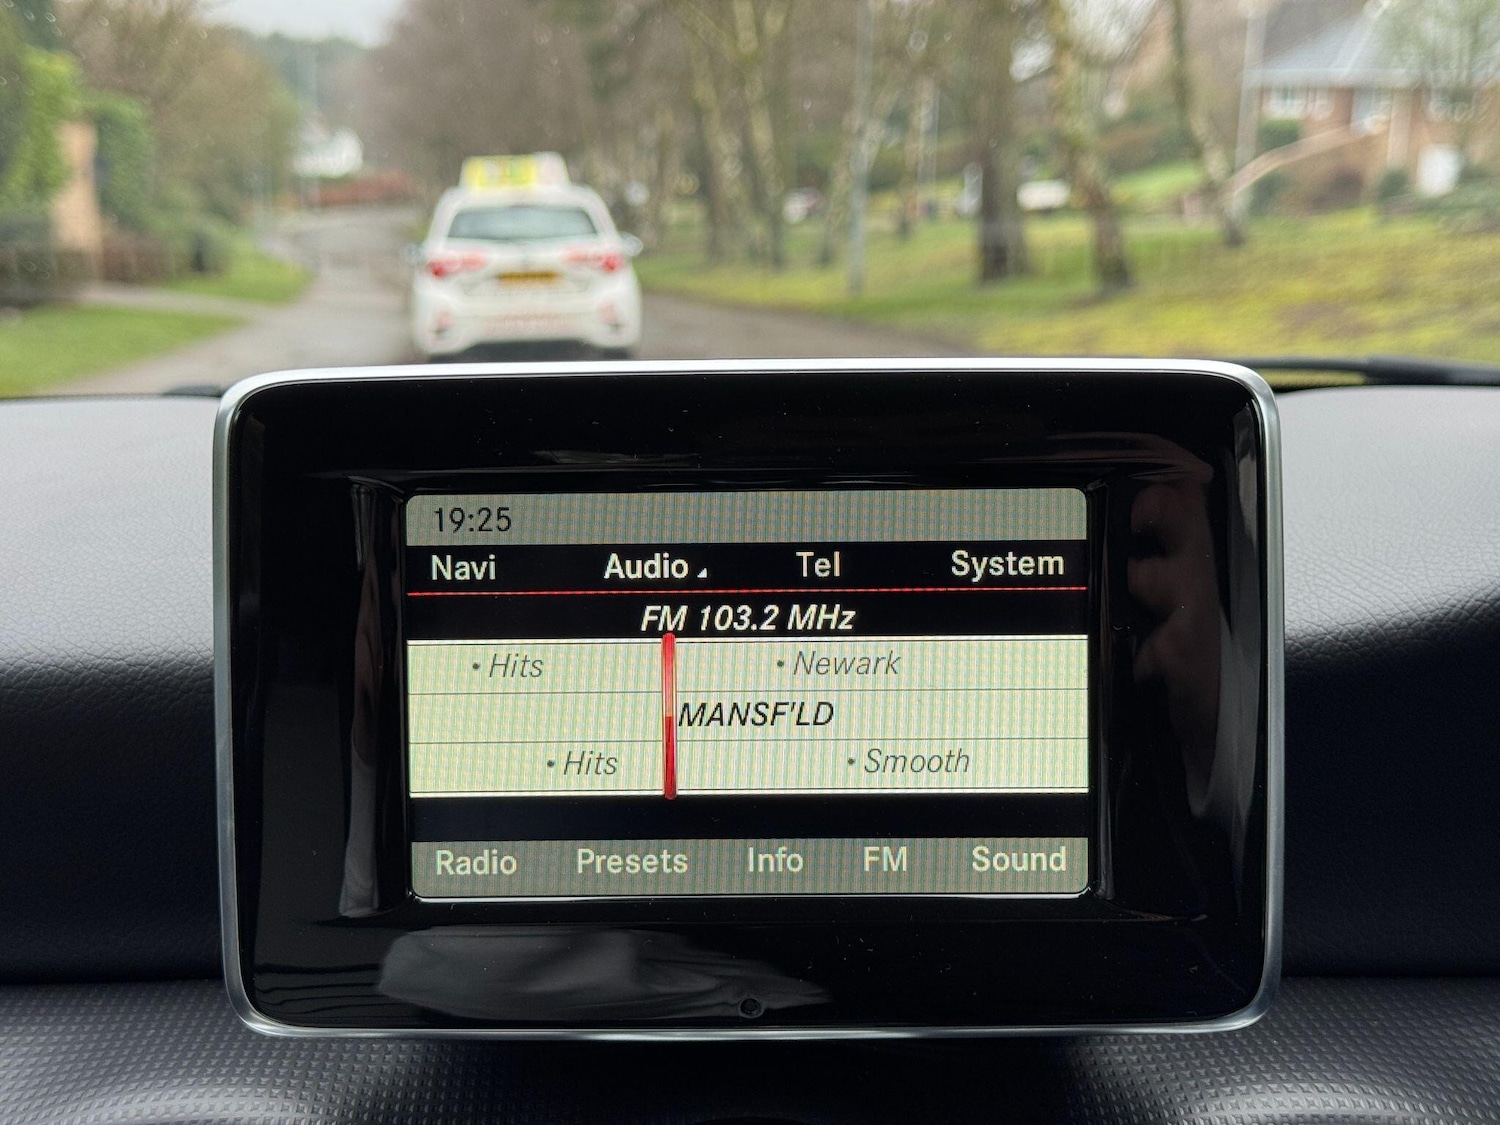 19:25
Navi Audio Tel System
FM 103.2 MHz
• Hits • Newark
MANSF'LD
• Hits • Smooth
Radio Presets Info FM Sound